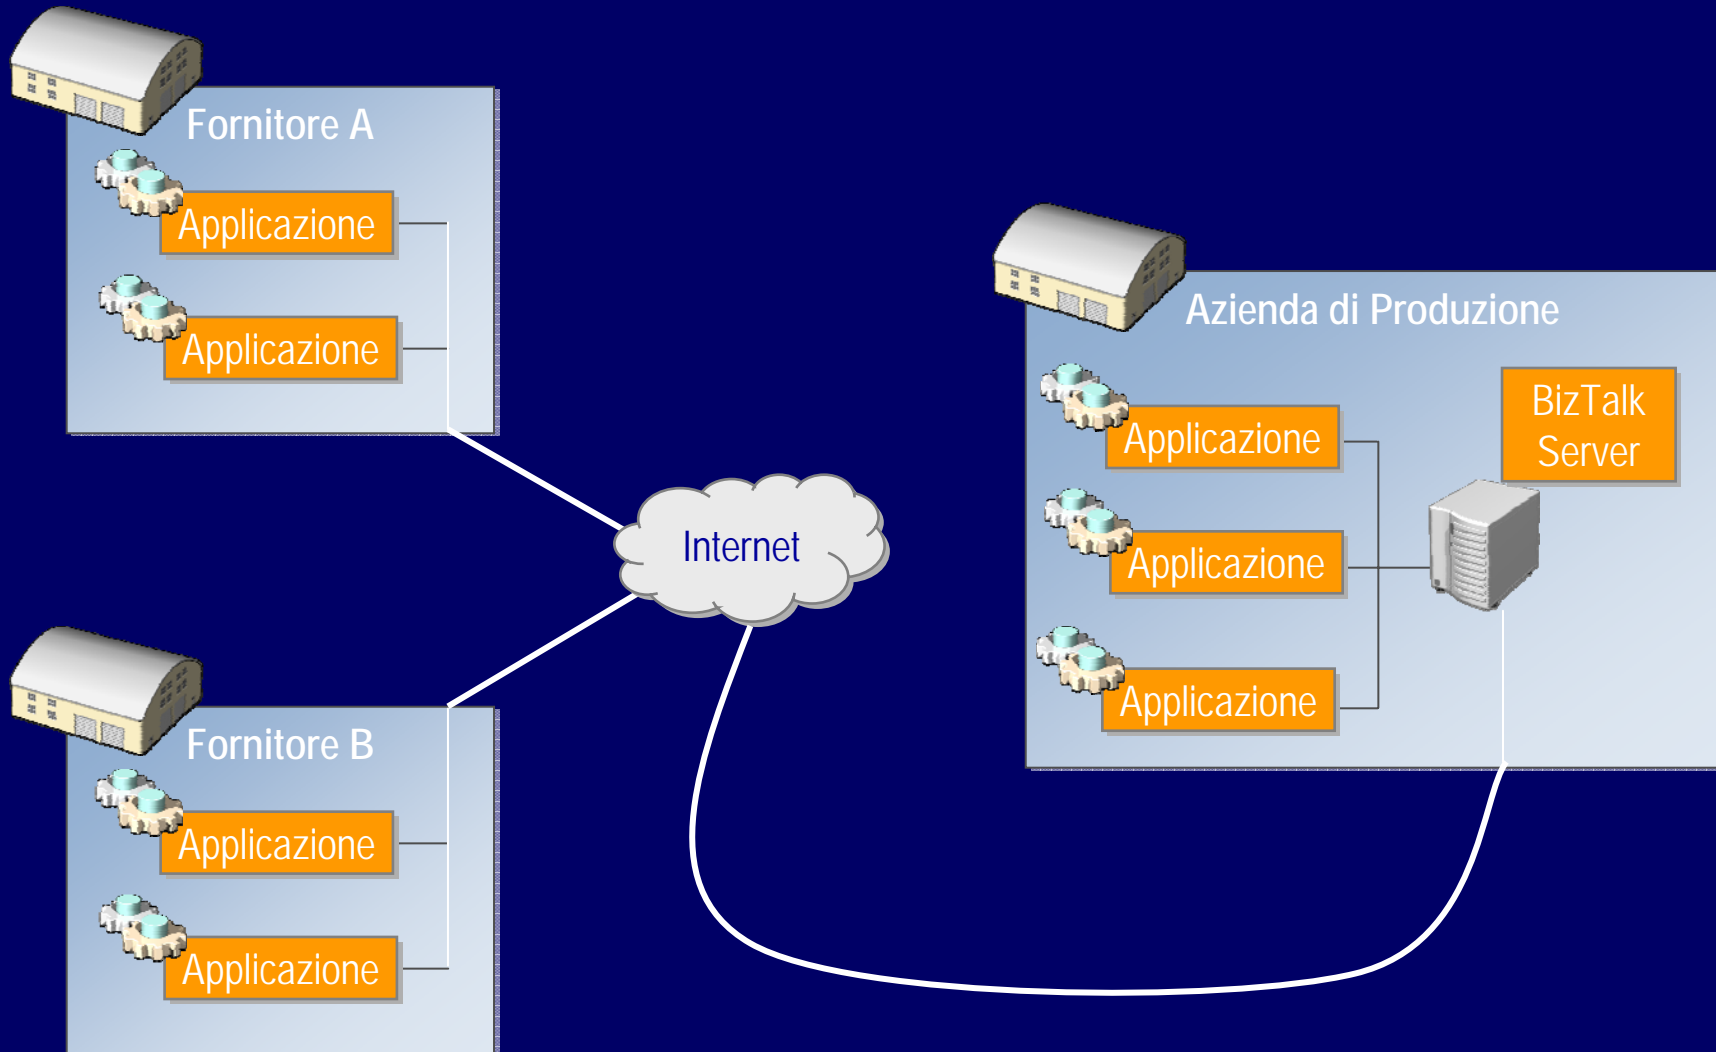 Fornitore A
Applicazione
Applicazione
Internet
Fornitore B
Applicazione
Applicazione
Azienda di Produzione
BizTalk
Server
Applicazione
Applicazione
Applicazione